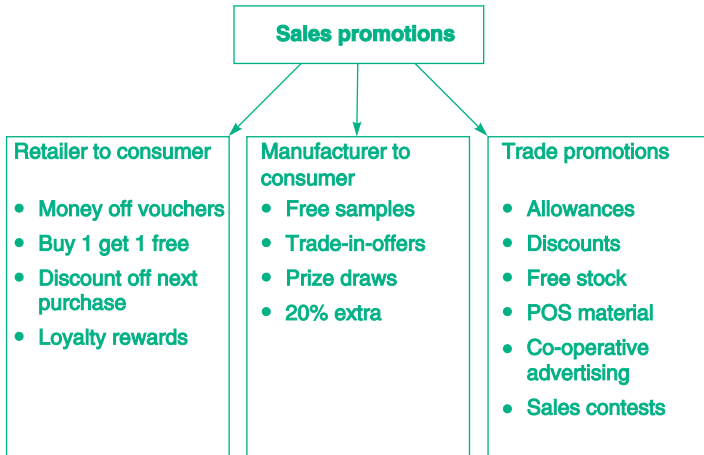 Sales promotions
Retailer to consumer
• Money off vouchers
• Buy 1 get 1 free
• Discount off next
purchase
• Loyalty rewards
Manufacturer to
consumer
• Free samples
• Trade-in-offers
• Prize draws
• 20% extra
Trade promotions
• Allowances
• Discounts
• Free stock
• POS material
• Co-operative
advertising
• Sales contests